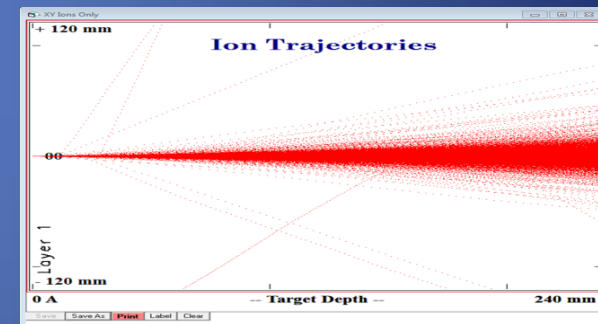 XY Ions Only
+ 120 mm
Ion Trajectories
00
Layer 1
- 120 mm
0 A
-- Target Depth --
240 mm
Save
Save As
Print
Label
Clear